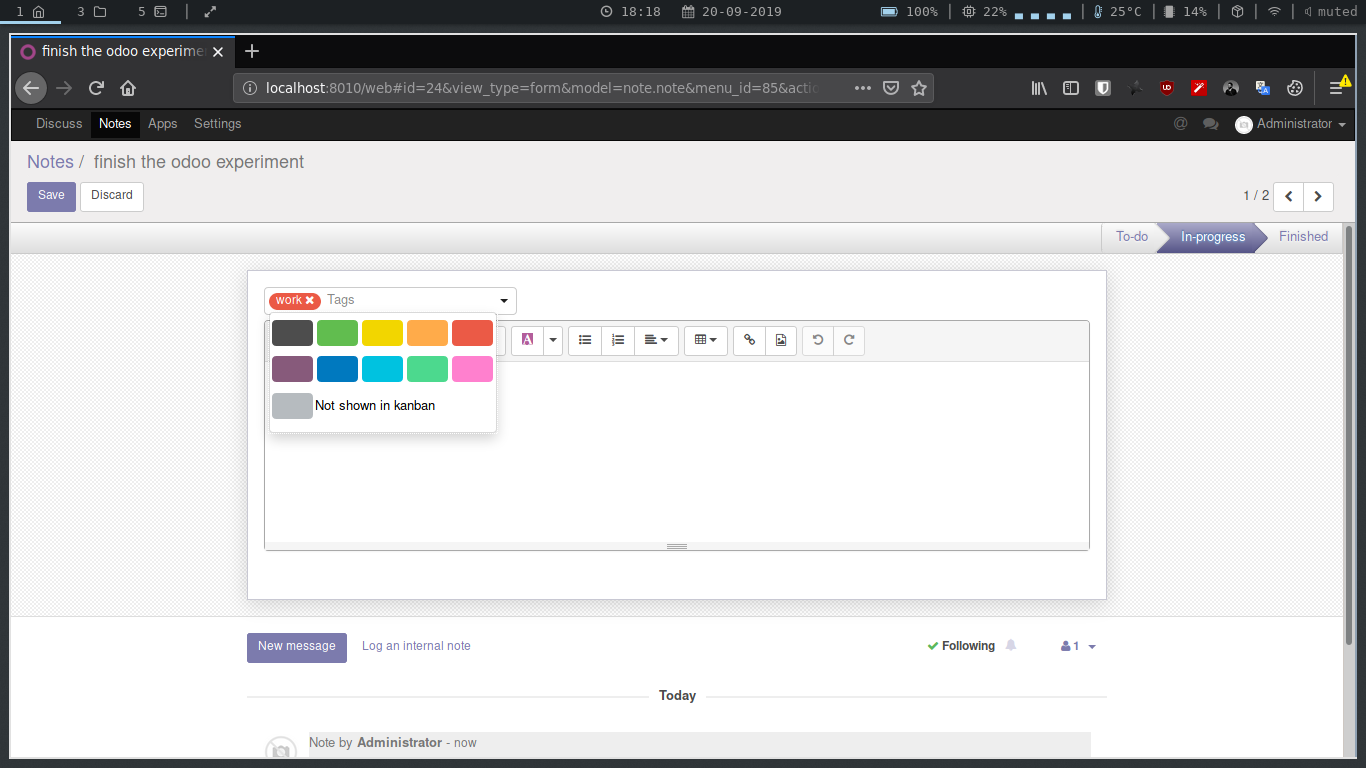 1 3 5 | 18:18 20-09-2019 100% | 22% | 25°C | 14% | | | muted
finish the odoo experime
localhost:8010/web#id=24&view_type=form&model=note.note&menu_id=85&actic
Discuss Notes Apps Settings @ Administrator
Notes / finish the odoo experiment
Save Discard 1 / 2
To-do In-progress Finished
work Tags
A
Not shown in kanban
New message Log an internal note Following 1
Today
Note by Administrator - now